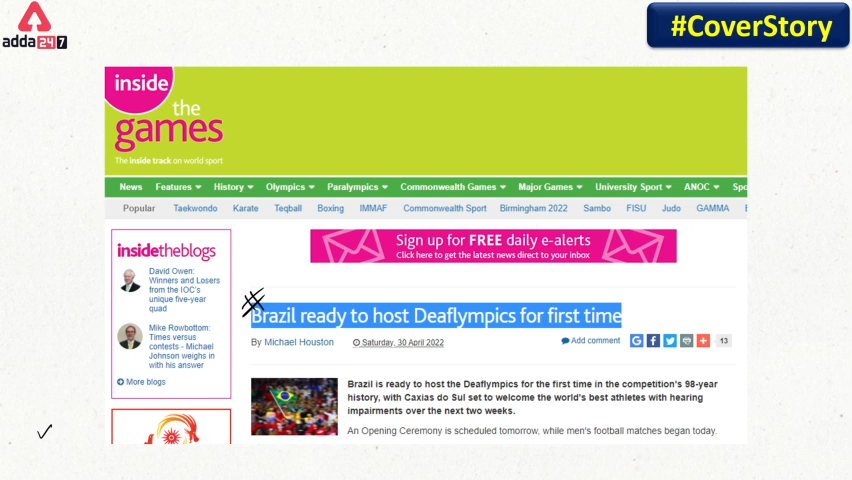 adda247
#CoverStory
inside
the
games
The inside track on world sport
News Features History Olympics Paralympics Commonwealth Games Major Games University Sport ANOC Spo
Popular Taekwondo Karate Teqball Boxing IMMAF Commonwealth Sport Birmingham 2022 Sambo FISU Judo GAMMA
insidetheblogs
David Owen:
Winners and Losers
from the IOC's
unique five-year
quad
Mike Rowbottom:
Times versus
centuries - Michael
Johnson weighs in
with his answer
More blogs
Sign up for FREE daily e-alerts
Click here to get the latest news direct to your inbox
Brazil ready to host Deaflympics for first time
By Michael Houston Saturday, 30 April 2022 Add comment 13
Brazil is ready to host the Deaflympics for the first time in the competition's 98-year
history, with Caxias do Sul set to welcome the world's best athletes with hearing
impairments over the next two weeks.
An Opening Ceremony is scheduled tomorrow, while men's football matches began today.